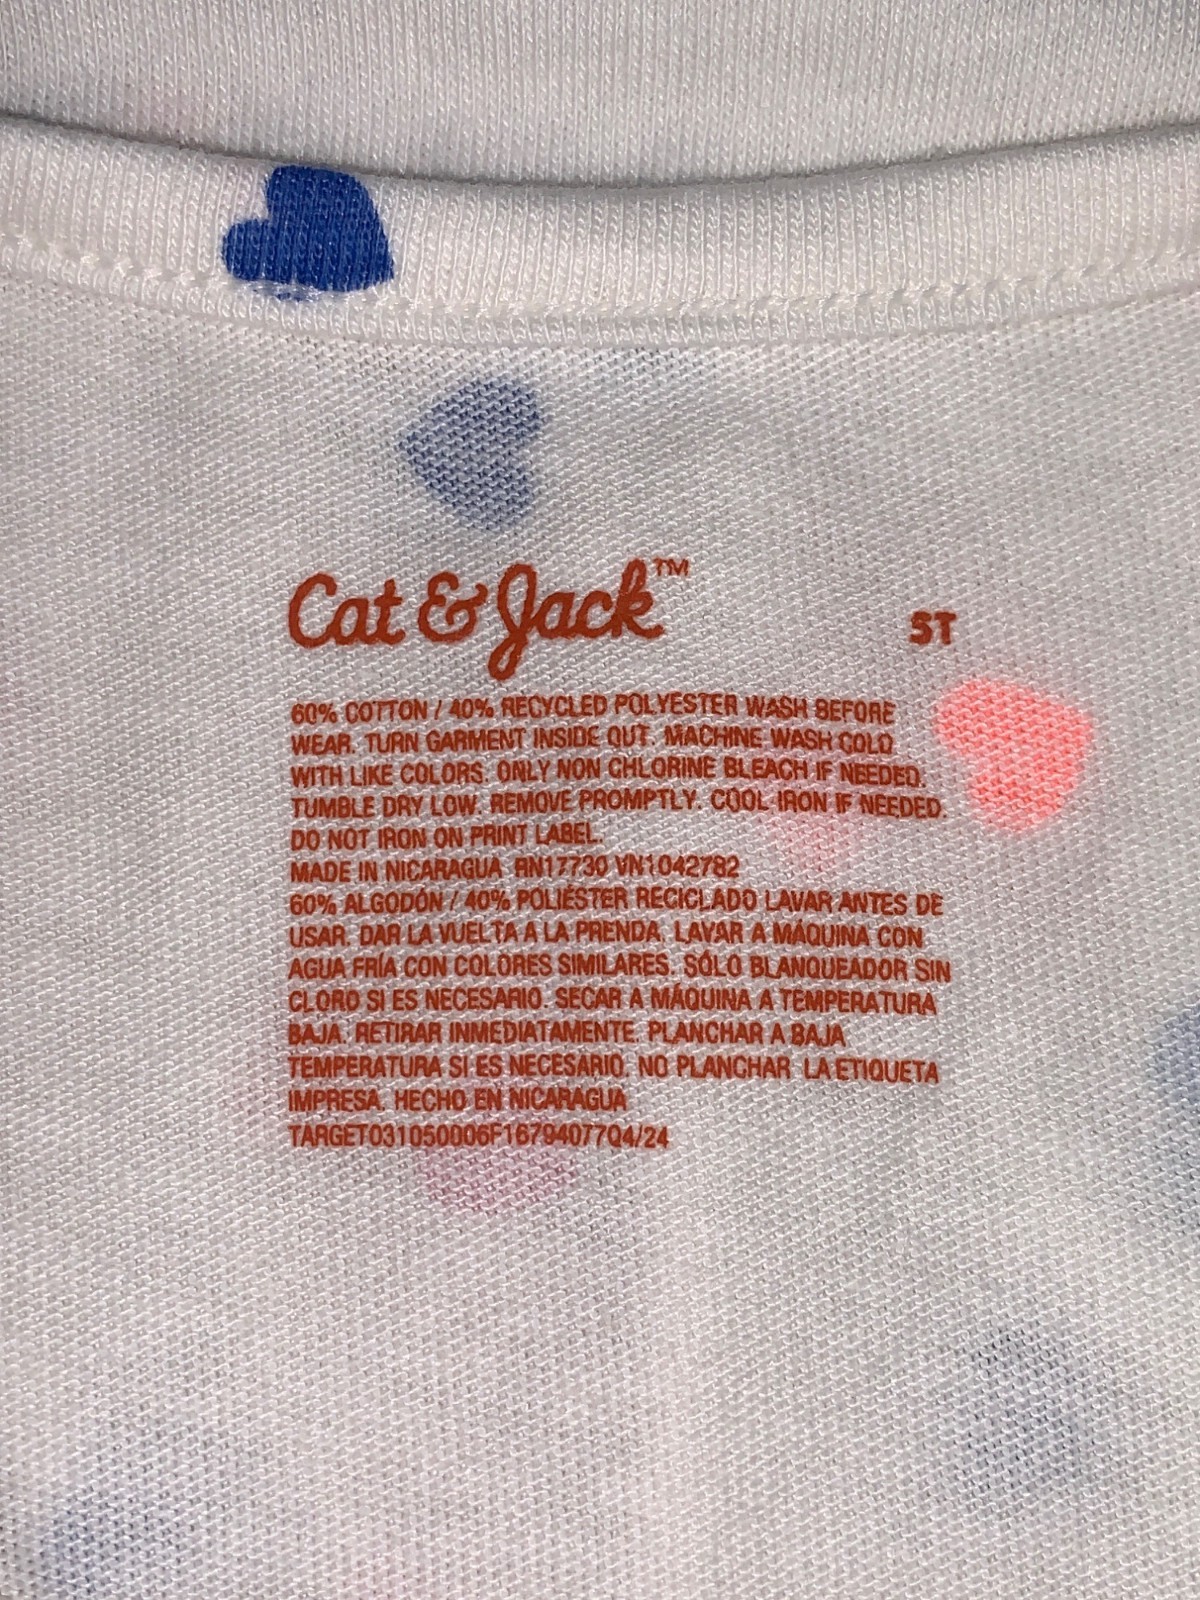 Cat & Jack™
5T
60% COTTON / 40% RECYCLED POLYESTER WASH BEFORE
WEAR. TURN GARMENT INSIDE OUT. MACHINE WASH COLD
WITH LIKE COLORS. ONLY NON CHLORINE BLEACH IF NEEDED.
TUMBLE DRY LOW. REMOVE PROMPTLY. COOL IRON IF NEEDED.
DO NOT IRON ON PRINT LABEL.
MADE IN NICARAGUA RN17730 VN1042782
60% ALGODÓN / 40% POLIÉSTER RECICLADO LAVAR ANTES DE
USAR. DAR LA VUELTA A LA PRENDA. LAVAR A MÁQUINA CON
AGUA FRÍA CON COLORES SIMILARES. SÓLO BLANQUEADOR SIN
CLORO SI ES NECESARIO. SECAR A MÁQUINA A TEMPERATURA
BAJA. RETIRAR INMEDIATAMENTE. PLANCHAR A BAJA
TEMPERATURA SI ES NECESARIO. NO PLANCHAR LA ETIQUETA
IMPRESA. HECHO EN NICARAGUA
TARGET031050006F1679407704/24